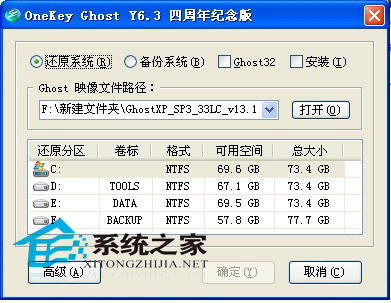 OneKey Ghost Y6.3 四周年纪念版
还原系统(R) 备份系统(B) Ghost32 安装(I)
Ghost 映像文件路径：
F:\新建文件夹\GhostXP_SP3_33LC_v13.1 打开(O)
还原分区 卷标 格式 可用空间 总大小
C: NTFS 69.6 GB 73.4 GB
D: TOOLS NTFS 67.1 GB 73.4 GB
E: DATA NTFS 69.5 GB 73.4 GB
F: BACKUP NTFS 57.8 GB 77.7 GB
系统之家
XITONGZHIJIA.NET
高级(A) 确定(Y) 取消(C)